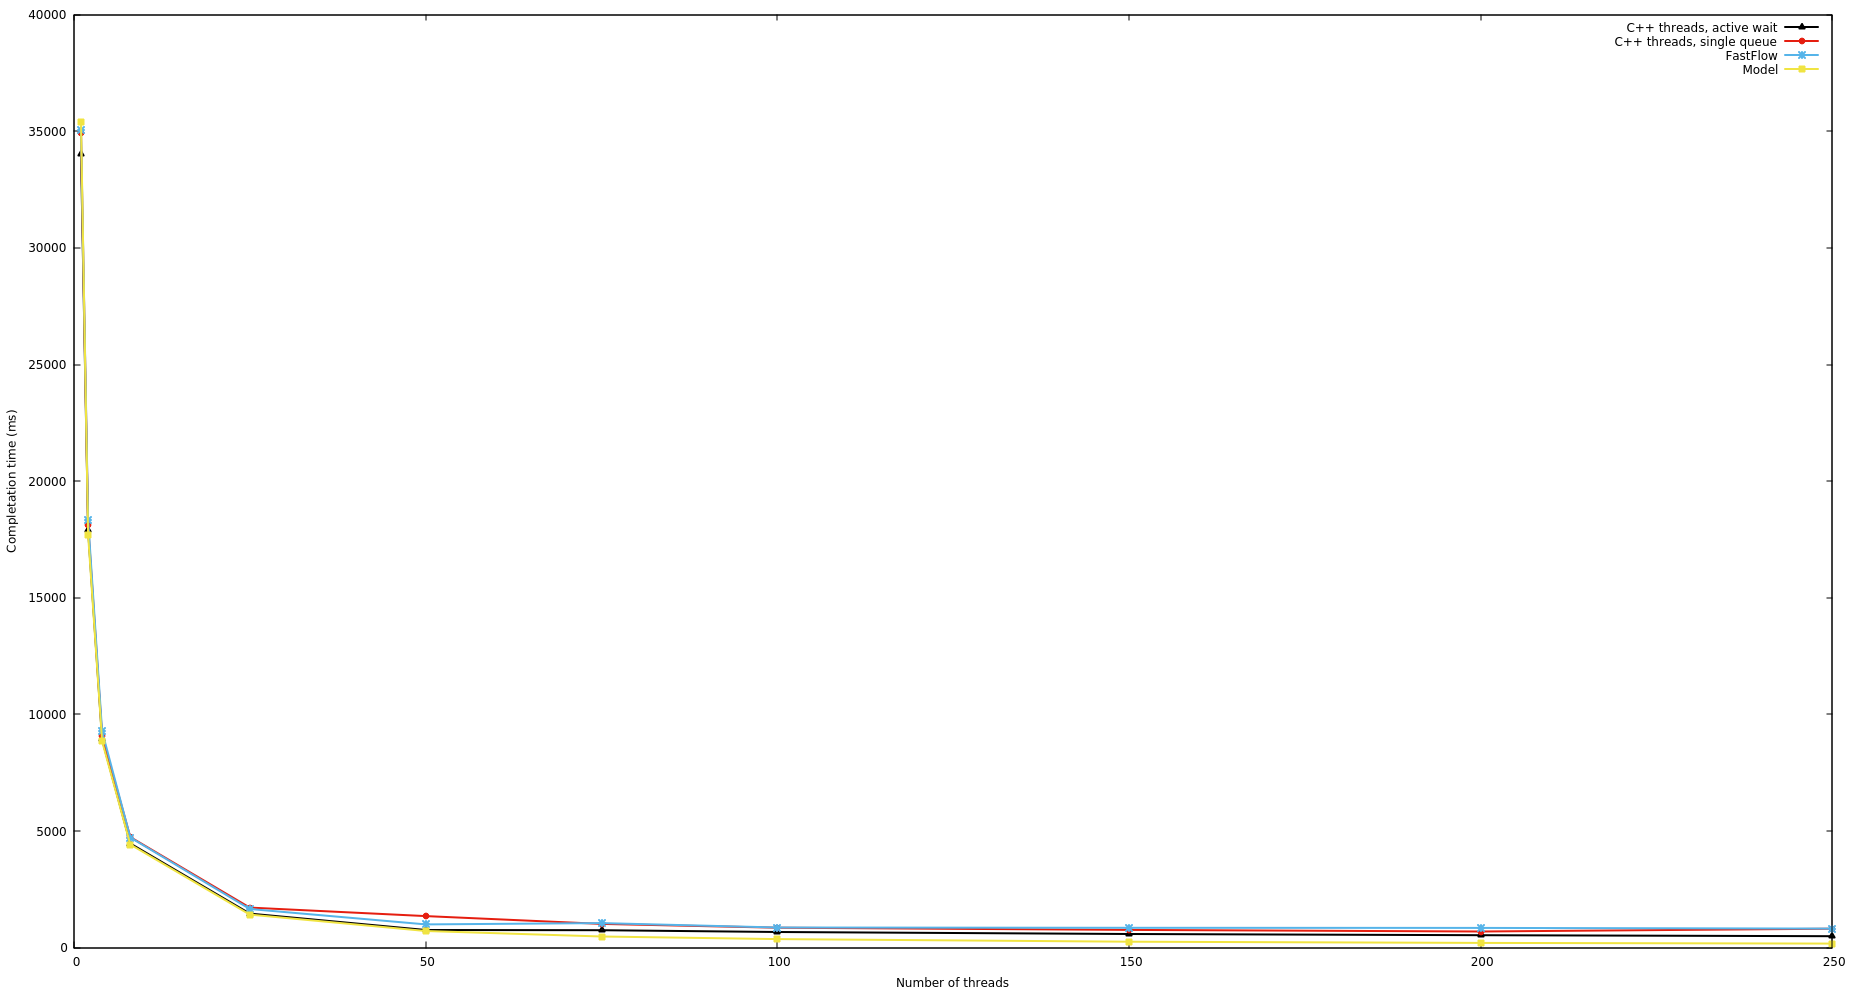 40000
35000
30000
25000
20000
15000
10000
5000
0
Completation time (ms)
C++ threads, active wait
C++ threads, single queue
FastFlow
Model
0 50 100 150 200 250
Number of threads